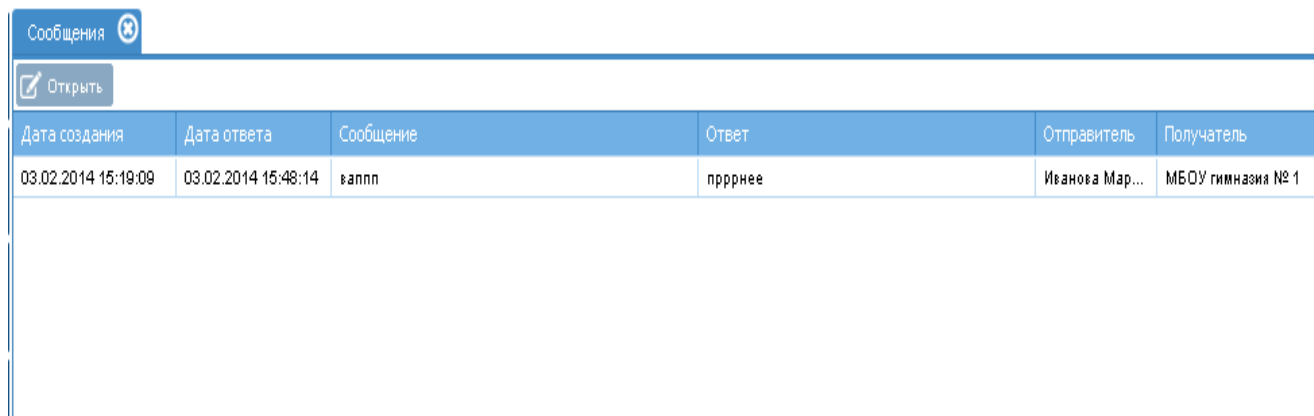 Сообщения
Открыть
Дата создания Дата ответа Сообщение Ответ Отправитель Получатель
03.02.2014 15:19:09 03.02.2014 15:48:14 ваппп прррнее Иванова Мар... МБОУ гимназия № 1